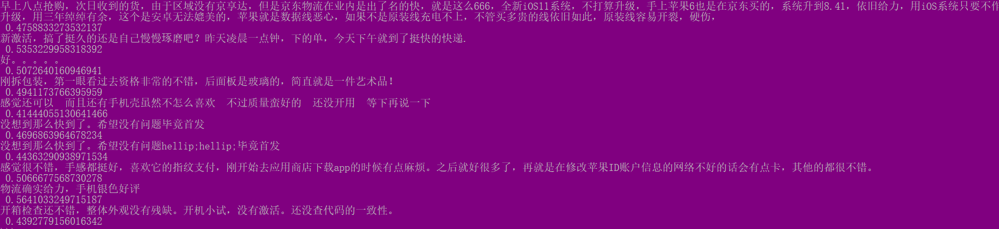 早上八点抢购，次日收到的货，由于区域没有京享达，但是京东物流在业内是出了名的快，就是这么666，全新iOS11系统，不打算升级，手上苹果6也是在京东买的，系统升到8.41，依旧给力，用iOS系统只要不作
升级，用三年绰绰有余，这个是安卓无法媲美的，苹果就是数据线恶心，如果不是原装线充电不上，不管买多贵的线依旧如此，原装线容易开裂，硬伤，
0.4758833273532137
新激活，搞了挺久的还是自己慢慢琢磨吧？昨天凌晨一点钟，下的单，今天下午就到了挺快的快递.
0.5353229958318392
好。。。。。
0.5072640160946941
刚拆包装，第一眼看过去资格非常的不错，后面板是玻璃的，简直就是一件艺术品！
0.4941173766395959
感觉还可以　而且还有手机壳虽然不怎么喜欢　不过质量蛮好的　还没开用　等下再说一下
0.41444055130641466
没想到那么快到了。希望没有问题毕竟首发
0.4696863964678234
没想到那么快到了。希望没有问题hellip;hellip;毕竟首发
0.44363290938971534
感觉很不错，手感都挺好，喜欢它的指纹支付，刚开始去应用商店下载app的时候有点麻烦。之后就好很多了，再就是在修改苹果ID账户信息的网络不好的话会有点卡，其他的都很不错。
0.5066677568730278
物流确实给力，手机银色好评
0.5641033249715187
开箱检查还不错，整体外观没有残缺。开机小试，没有激活。还没查代码的一致性。
0.4392779156016342